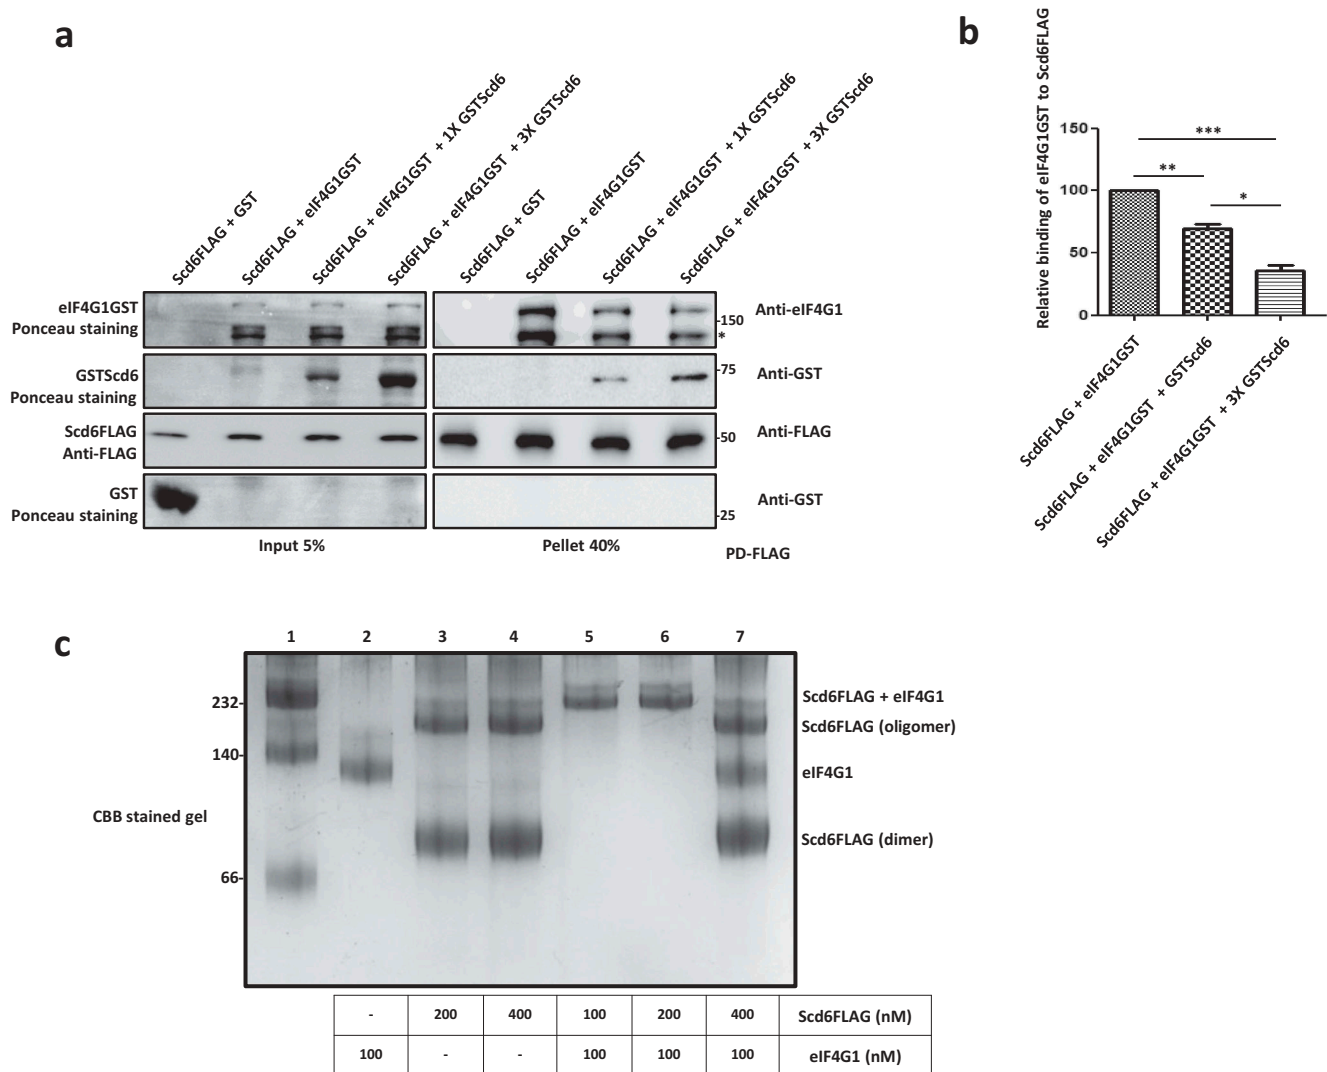 a
Scd6FLAG + GST
Scd6FLAG + eIF4G1GST
Scd6FLAG + eIF4G1GST + 1X GSTScd6
Scd6FLAG + eIF4G1GST + 3X GSTScd6
Scd6FLAG + GST
Scd6FLAG + eIF4G1GST
Scd6FLAG + eIF4G1GST + 1X GSTScd6
Scd6FLAG + eIF4G1GST + 3X GSTScd6
eIF4G1GST
Ponceau staining
-150
*
Anti-eIF4G1
GSTScd6
Ponceau staining
-75
Anti-GST
Scd6FLAG
Anti-FLAG
-50
Anti-FLAG
GST
Ponceau staining
-25
Anti-GST
Input 5%
Pellet 40%
PD-FLAG
b
Relative binding of eIF4G1GST to Scd6FLAG
150
100
50
0
***
**
*
Scd6FLAG + eIF4G1GST
Scd6FLAG + eIF4G1GST + GSTScd6
Scd6FLAG + eIF4G1GST + 3X GSTScd6
c
1 2 3 4 5 6 7
232-
140-
66-
CBB stained gel
Scd6FLAG + eIF4G1
Scd6FLAG (oligomer)
eIF4G1
Scd6FLAG (dimer)
- 200 400 100 200 400 Scd6FLAG (nM)
100 - - 100 100 100 eIF4G1 (nM)